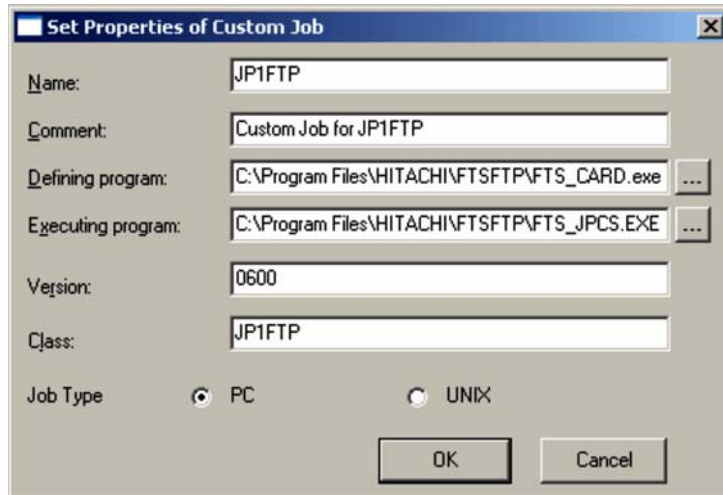 Set Properties of Custom Job
Name: JP1FTP
Comment: Custom Job for JP1FTP
Defining program: C:\Program Files\HITACHI\FTSFTP\FTS_CARD.exe ...
Executing program: C:\Program Files\HITACHI\FTSFTP\FTS_JPCS.EXE ...
Version: 0600
Class: JP1FTP
Job Type PC UNIX
OK Cancel